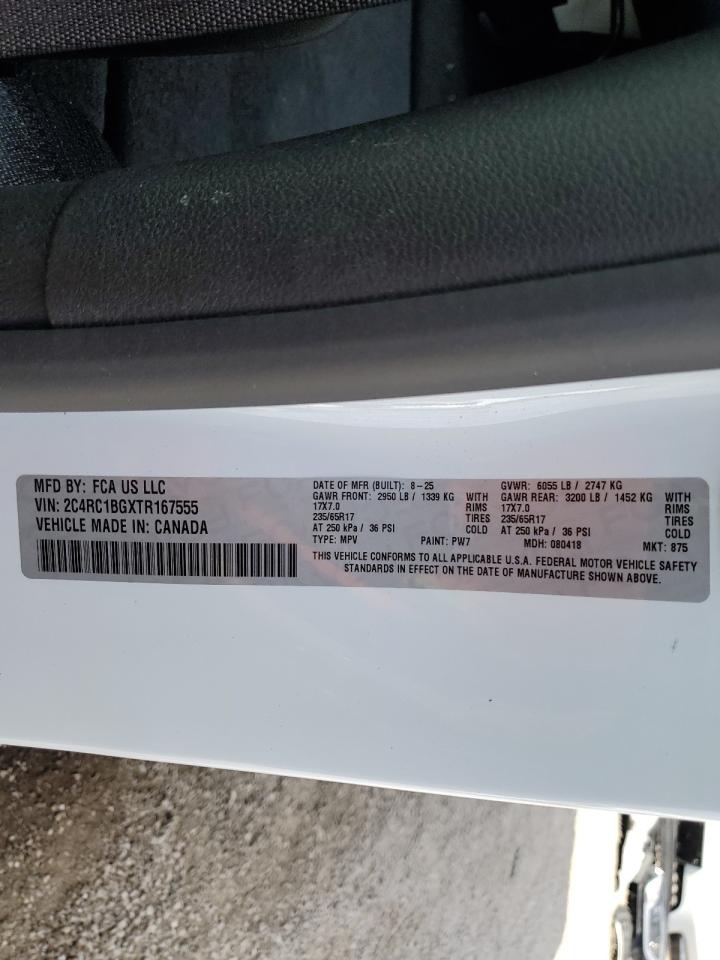 MFD BY: FCA US LLC
VIN: 2C4RC1BGXTR167555
VEHICLE MADE IN: CANADA
DATE OF MFR (BUILT): 8-25
GAWR FRONT: 2950 LB / 1339 KG WITH
17X7.0 RIMS
235/65R17 TIRES
AT 250 kPa / 36 PSI COLD
TYPE: MPV PAINT: PW7
GVWR: 6055 LB / 2747 KG
GAWR REAR: 3200 LB / 1452 KG WITH
17X7.0 RIMS
235/65R17 TIRES
AT 250 kPa / 36 PSI COLD
MDH: 080418 MKT: 875
THIS VEHICLE CONFORMS TO ALL APPLICABLE U.S.A. FEDERAL MOTOR VEHICLE SAFETY
STANDARDS IN EFFECT ON THE DATE OF MANUFACTURE SHOWN ABOVE.